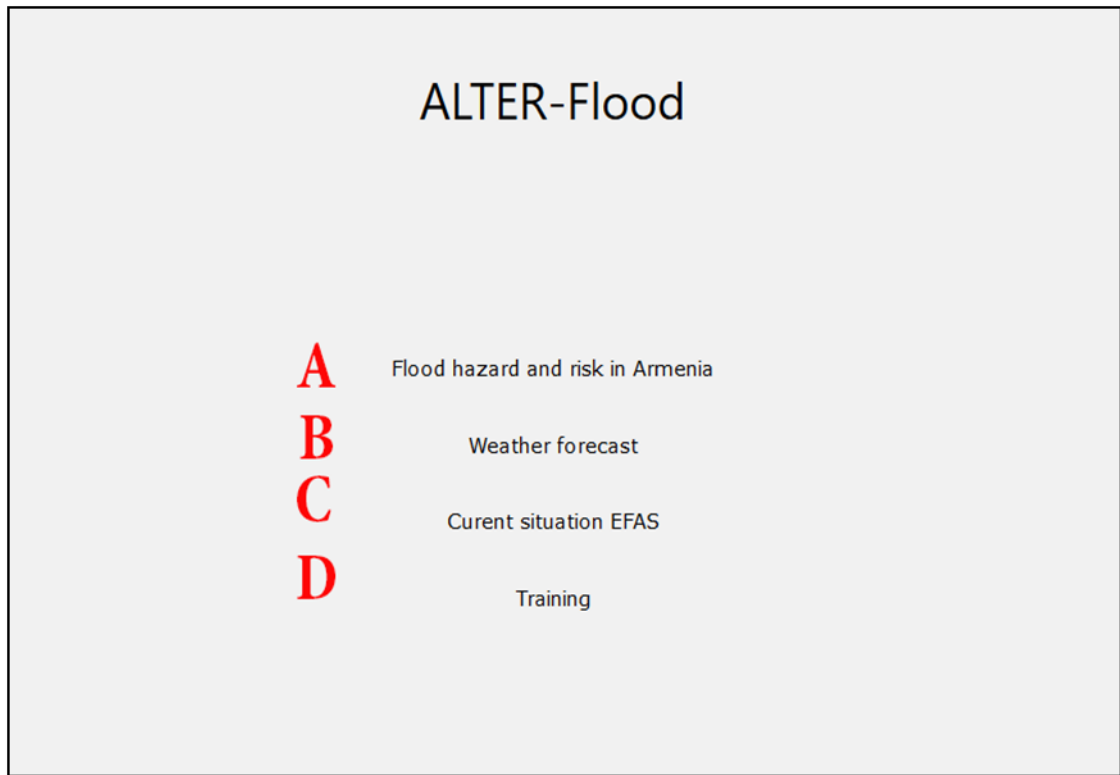 ALTER-Flood
A Flood hazard and risk in Armenia
B Weather forecast
C Curent situation EFAS
D Training